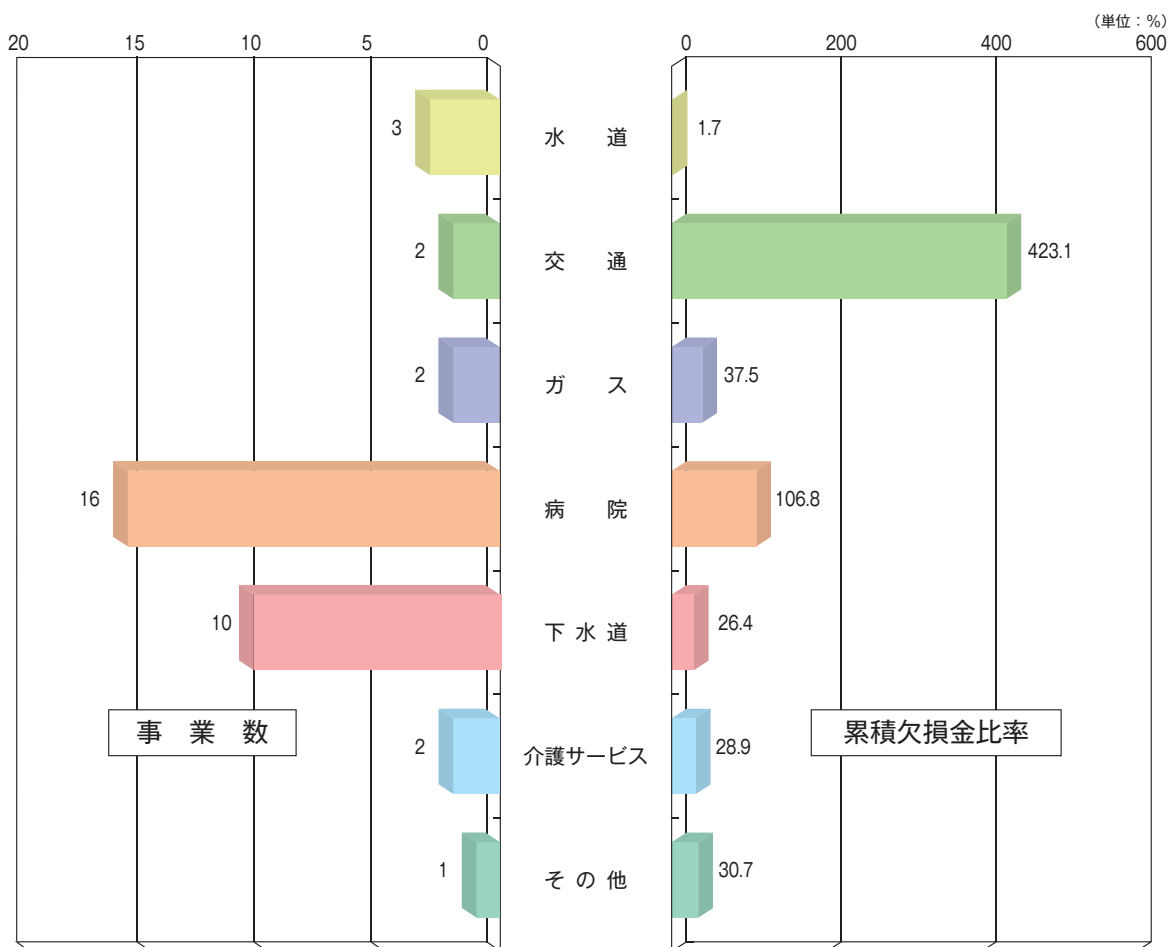 (単位：%)
20 15 10 5 0 0 200 400 600
3 水道 1.7
2 交通 423.1
2 ガス 37.5
16 病院 106.8
10 下水道 26.4
事業数 累積欠損金比率
2 介護サービス 28.9
1 その他 30.7